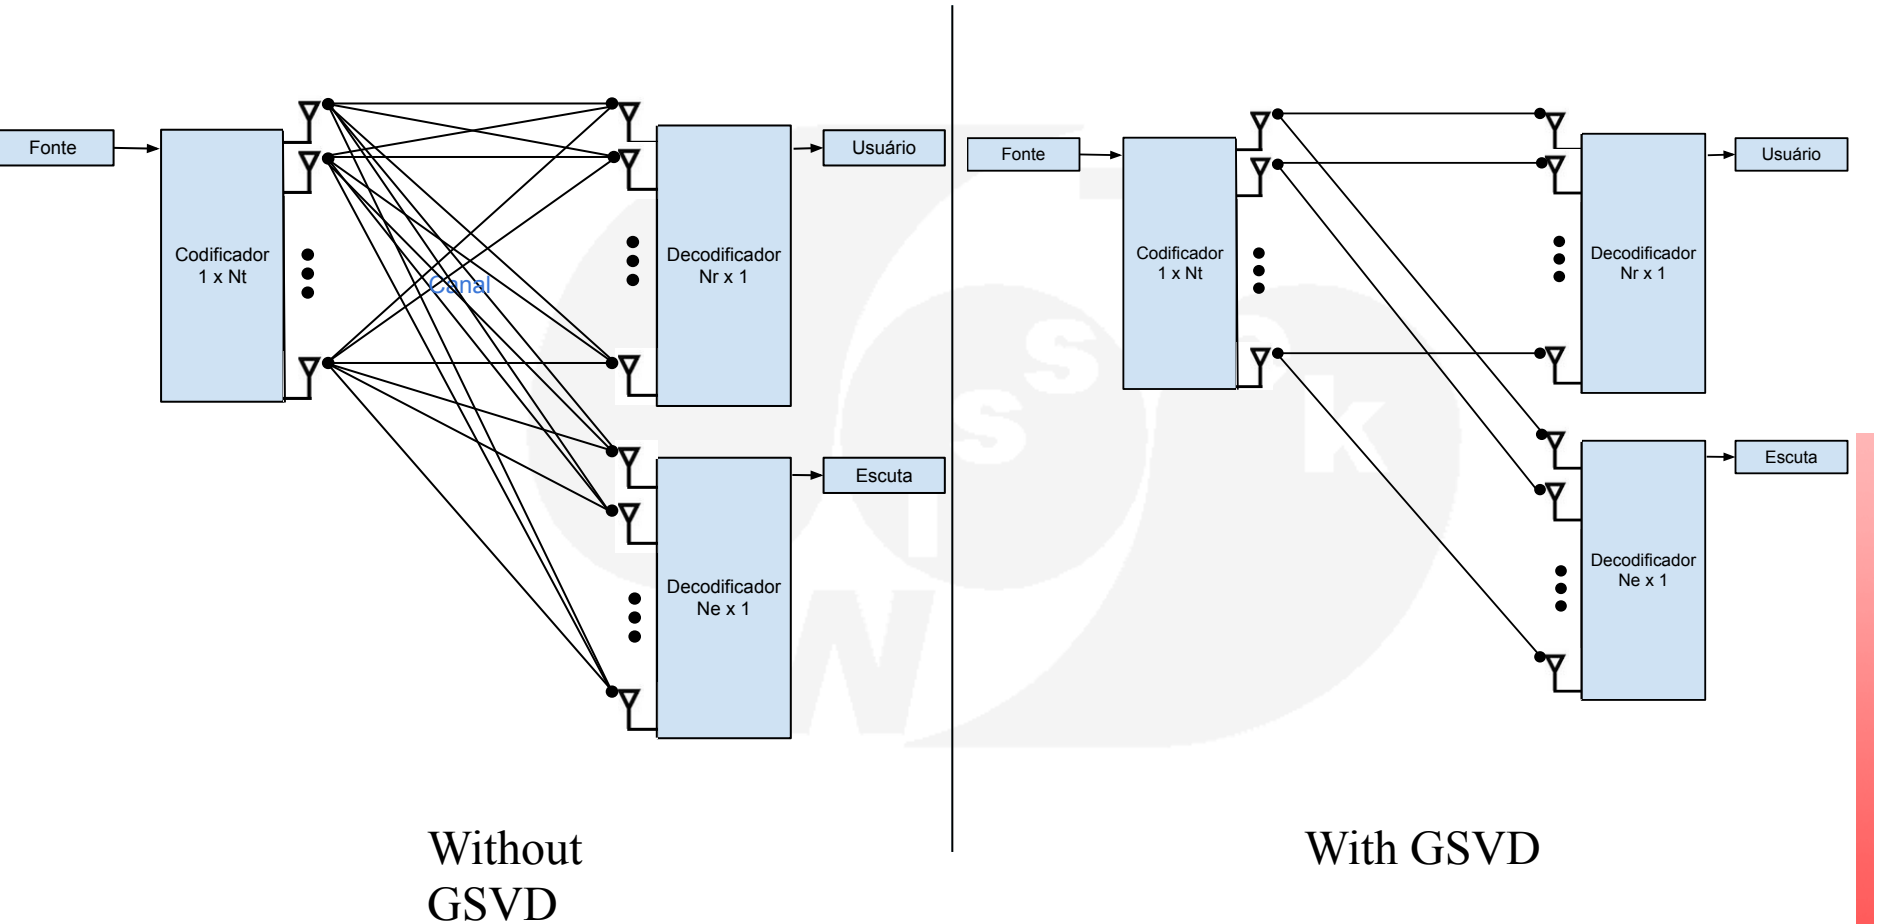 Fonte
Codificador
1 x Nt
Canal
Decodificador
Nr x 1
Usuário
Decodificador
Ne x 1
Escuta
Without
GSVD
Fonte
Codificador
1 x Nt
Decodificador
Nr x 1
Usuário
Decodificador
Ne x 1
Escuta
With GSVD